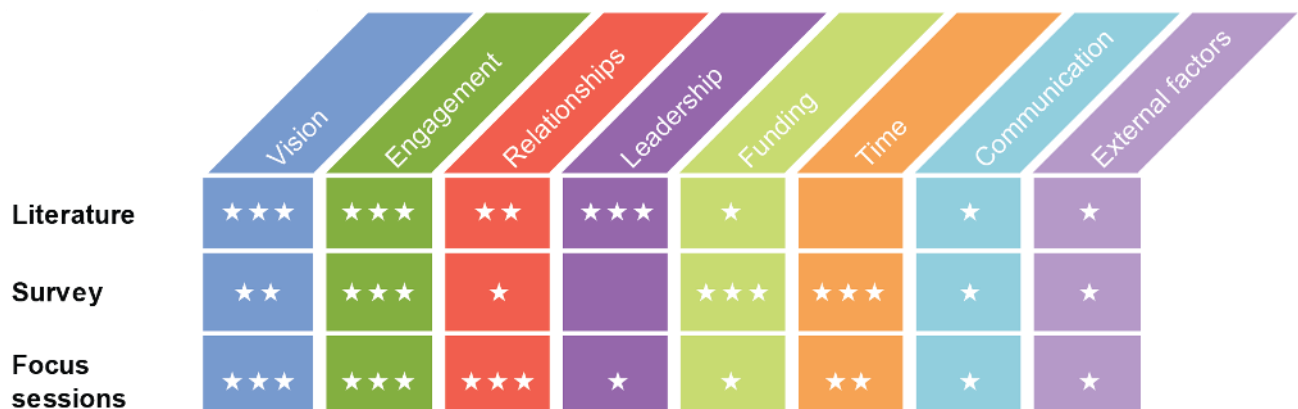 Vision
Engagement
Relationships
Leadership
Funding
Time
Communication
External factors
Literature
Survey
Focus
sessions